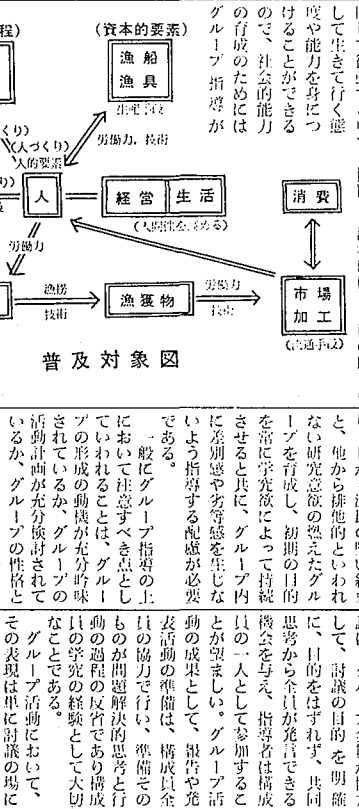 して生きて行く態
度や能力を身につ
けることができる
ので、社会的能力
の育成のためには
グループ指導が
程)
(資本的要素)
漁船
漁具
生産手段
労働力、技術
くり)
(人づくり)
人的要素
人
経営
生活
(人間性を高める)
消費
労働力
漁撈
技術
漁獲物
労働力
技術
市場
加工
(流通手段)
普及対象図
と、他から排他的といわれ
ない研究意欲の燃えたグル
ープを育成し、初期の目的
を常に学究欲によって持続
させると共に、グループ内
に差別感や劣等感を生じな
いよう指導する配慮が必要
である。
一般にグループ指導の上
において注意すべき点とし
ていわれることは、グルー
プの形成の動機が充分吟味
されているか、グループの
活動計画が充分検討されて
いるか、グループの性格と
して、討議の目的を明確
に、目的をはずれず、共同
思考から全員が発言できる
機会を与え、指導者は構成
員の一人として参加するこ
とが望ましい。グループ活
動の成果として、報告や発
表活動の準備は、構成員全
員の協力で行い、準備その
ものが問題解決的思考と行
動の過程の反省であり構成
員の学究の経験として大切
なことである。
グループ活動において、
その表現は単に討議の場に